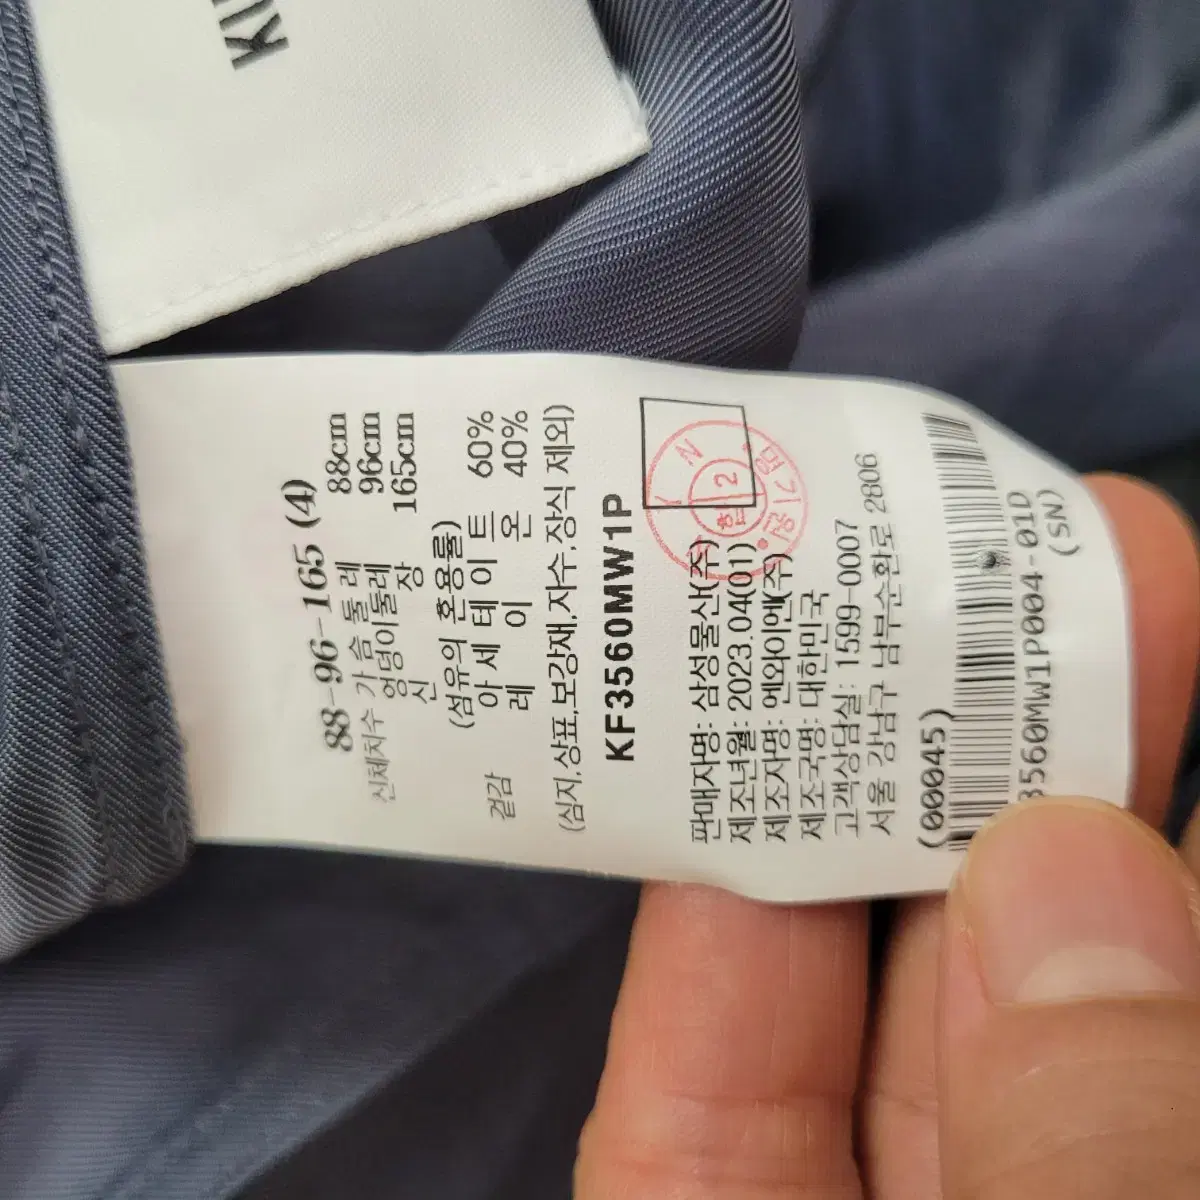 KI
88-96-165 (4)
신체치수 가 슴 둘 레 88cm
엉덩이둘레 96cm
신 장 165cm
(섬유의 혼용률)
겉감 아 세 테 이 트 60%
레 이 온 40%
(심지,상표,보강재,자수,장식 제외)
KF3560MW1P
판매자명: 삼성물산(주)
제조년월: 2023.04(01)
제조자명: 엔와이엔(주)
제조국명: 대한민국
고객상담실: 1599-0007
서울 강남구 남부순환로 2806
(00045)
3560MW1P004-01D
(SN)